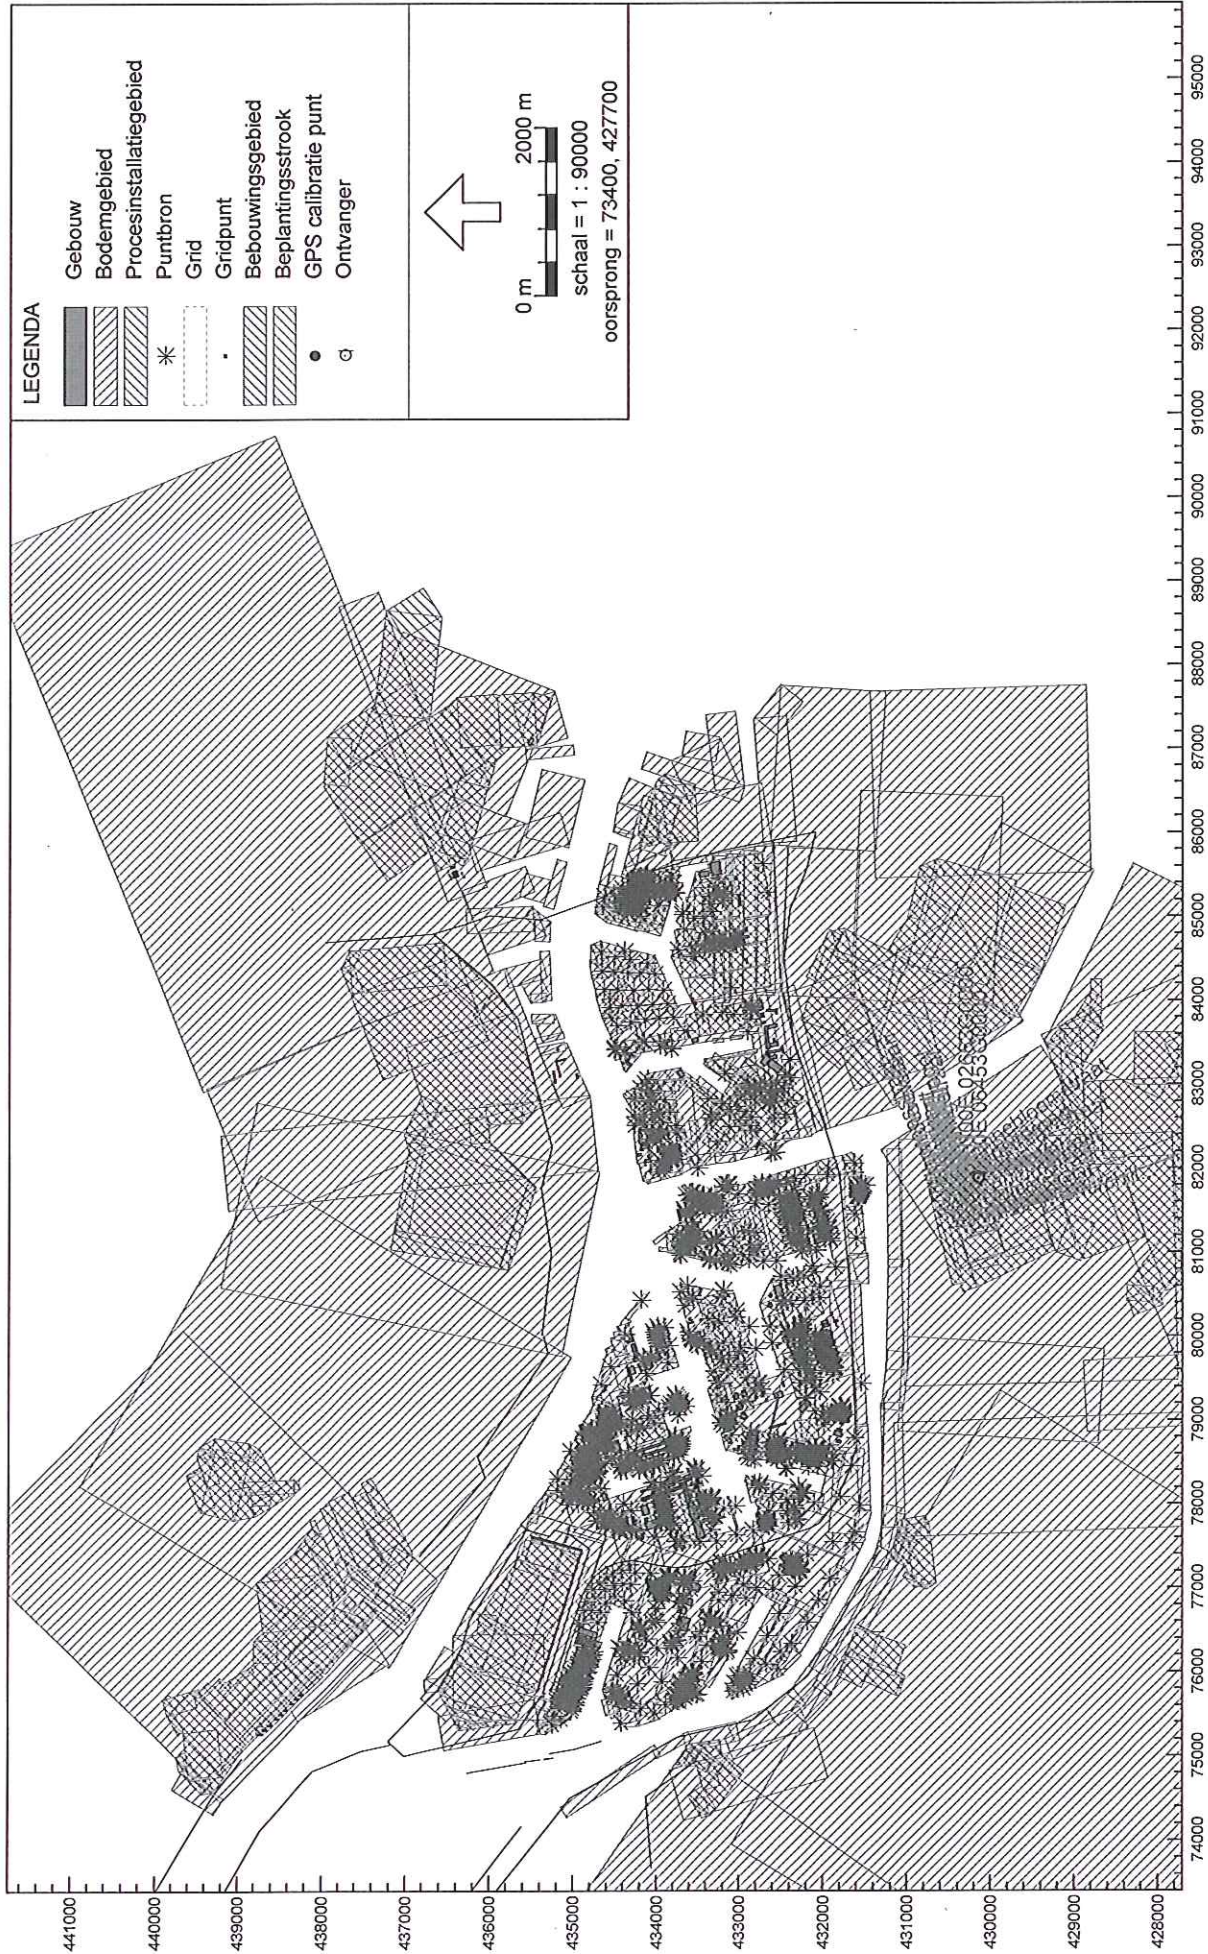 LEGENDA
Gebouw
Bodemgebied
Procesinstallatiegebied
Puntbron
Grid
Gridpunt
Bebouwingsgebied
Beplantingsstrook
GPS calibratie punt
Ontvanger
0 m 2000 m
schaal = 1 : 90000
oorsprong = 73400, 427700
441000
440000
439000
438000
437000
436000
435000
434000
433000
432000
431000
430000
429000
428000
74000 75000 76000 77000 78000 79000 80000 81000 82000 83000 84000 85000 86000 87000 88000 89000 90000 91000 92000 93000 94000 95000